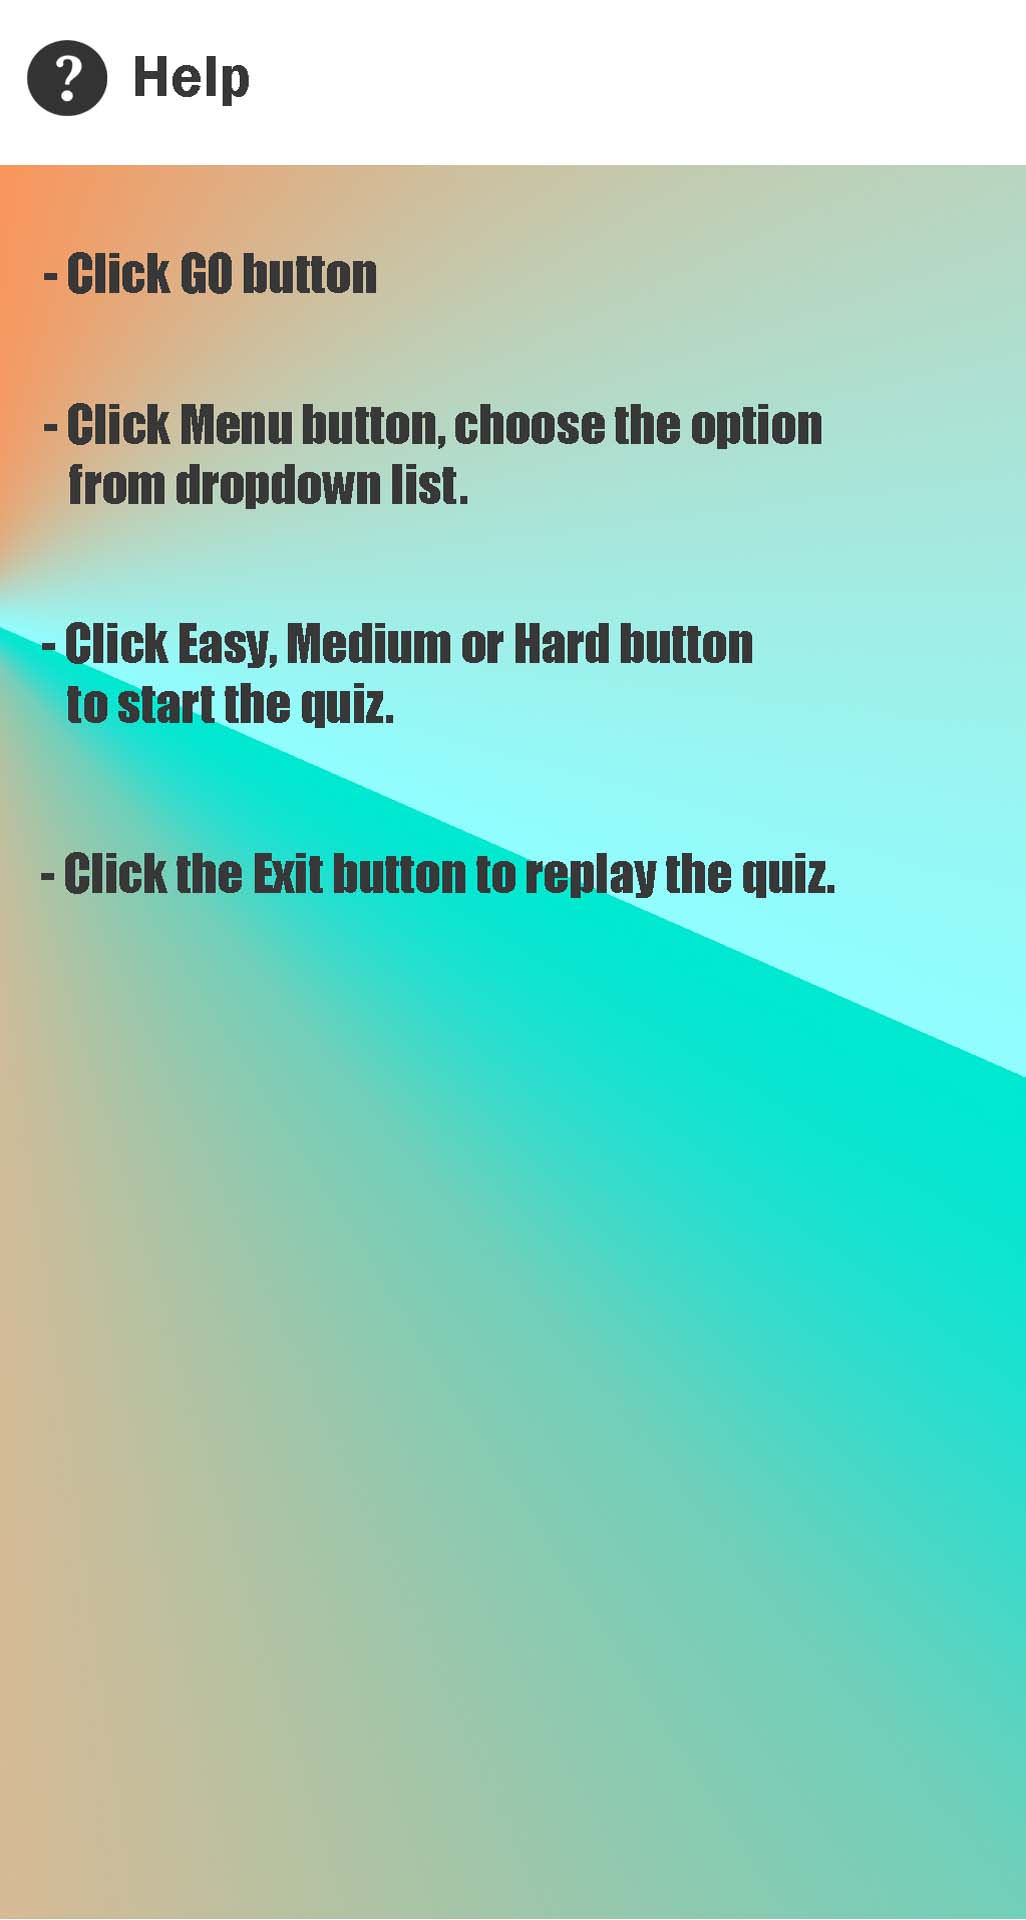 ? Help
- Click GO button
- Click Menu button, choose the option
from dropdown list.
- Click Easy, Medium or Hard button
to start the quiz.
- Click the Exit button to replay the quiz.